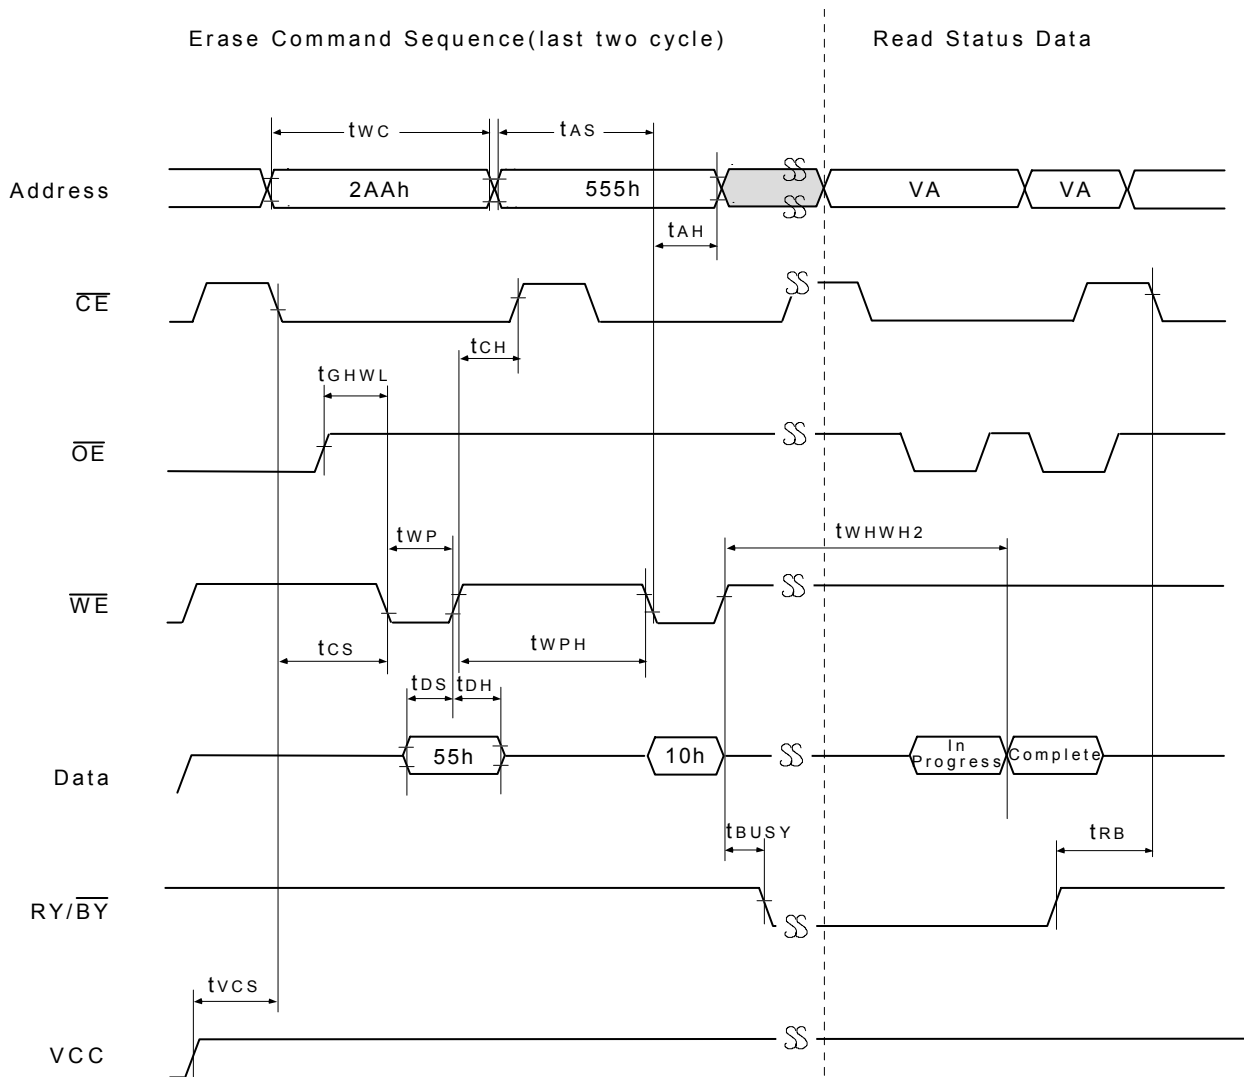 Erase Command Sequence(last two cycle) Read Status Data
tWC tAS
Address 2AAh 555h VA VA
tAH
CE
tCH
tGHWL
OE
tWP tWHWH2
WE
tCS tWPH
tDS tDH
Data 55h 10h In Progress Complete
tBUSY tRB
RY/BY
tVCS
VCC